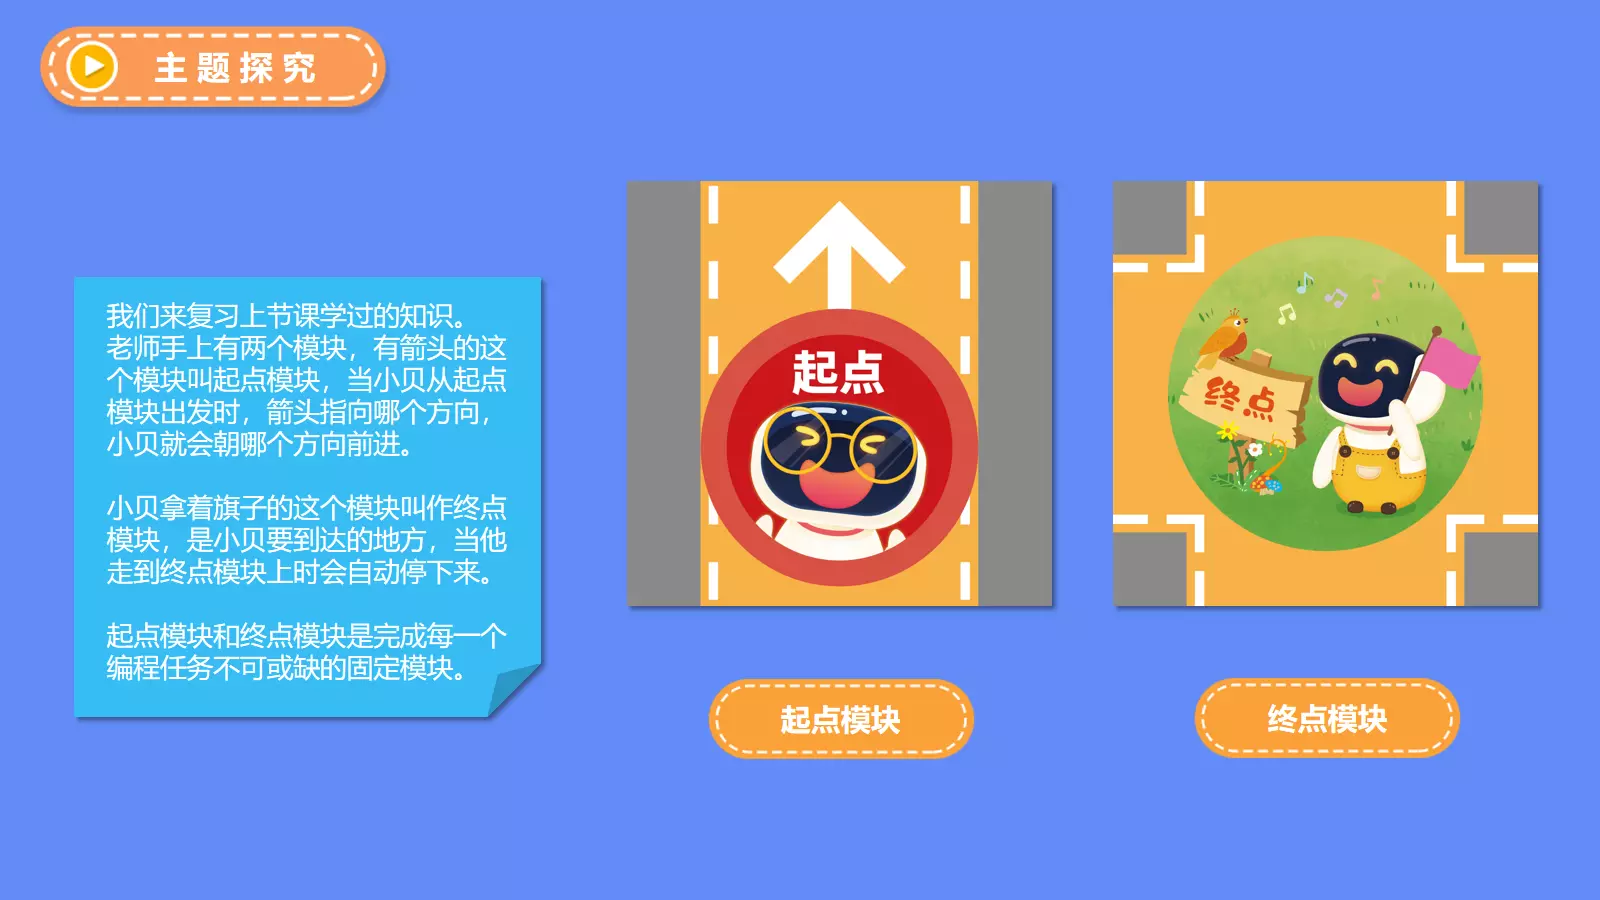 主题探究
我们来复习上节课学过的知识。
老师手上有两个模块，有箭头的这
个模块叫起点模块，当小贝从起点
模块出发时，箭头指向哪个方向，
小贝就会朝哪个方向前进。
小贝拿着旗子的这个模块叫作终点
模块，是小贝要到达的地方，当他
走到终点模块上时会自动停下来。
起点模块和终点模块是完成每一个
编程任务不可或缺的固定模块。
起点
终点
起点模块
终点模块